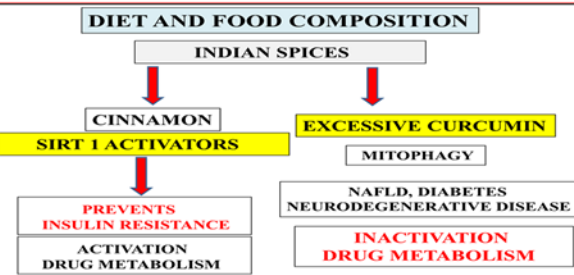 DIET AND FOOD COMPOSITION
INDIAN SPICES
CINNAMON
SIRT 1 ACTIVATORS
PREVENTS
INSULIN RESISTANCE
ACTIVATION
DRUG METABOLISM
EXCESSIVE CURCUMIN
MITOPHAGY
NAFLD, DIABETES
NEURODEGENERATIVE DISEASE
INACTIVATION
DRUG METABOLISM